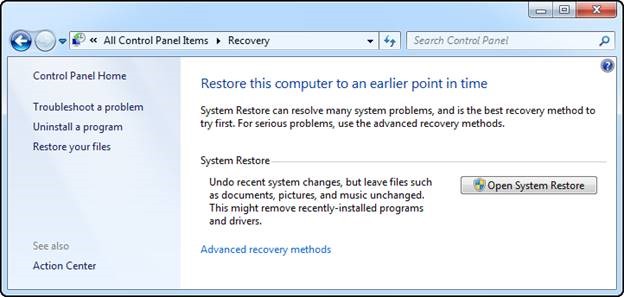 « All Control Panel Items Recovery
Search Control Panel
Control Panel Home
Troubleshoot a problem
Uninstall a program
Restore your files
See also
Action Center
Restore this computer to an earlier point in time
System Restore can resolve many system problems, and is the best recovery method to
try first. For serious problems, use the advanced recovery methods.
System Restore
Undo recent system changes, but leave files such
as documents, pictures, and music unchanged.
This might remove recently-installed programs
and drivers.
Open System Restore
Advanced recovery methods